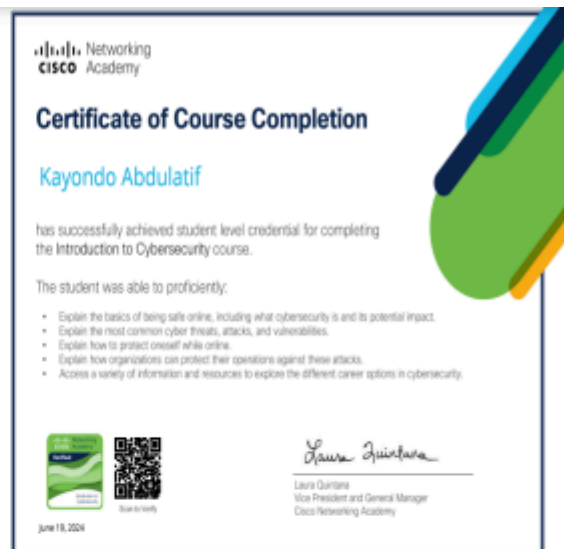 Networking
CISCO Academy
Certificate of Course Completion
Kayondo Abdulatif
has successfully achieved student level credential for completing
the Introduction to Cybersecurity course.
The student was able to proficiently:
• Explain the basics of being safe online, including what cybersecurity is and its potential impact.
• Explain the most common cyber threats, attacks, and vulnerabilities.
• Explain how to protect oneself while online.
• Explain how organizations can protect their operations against these attacks.
• Access a variety of information and resources to explore the different career options in cybersecurity.
Scan to Verify
Laura Quintana
Laura Quintana
Vice President and General Manager
Cisco Networking Academy
June 19, 2024